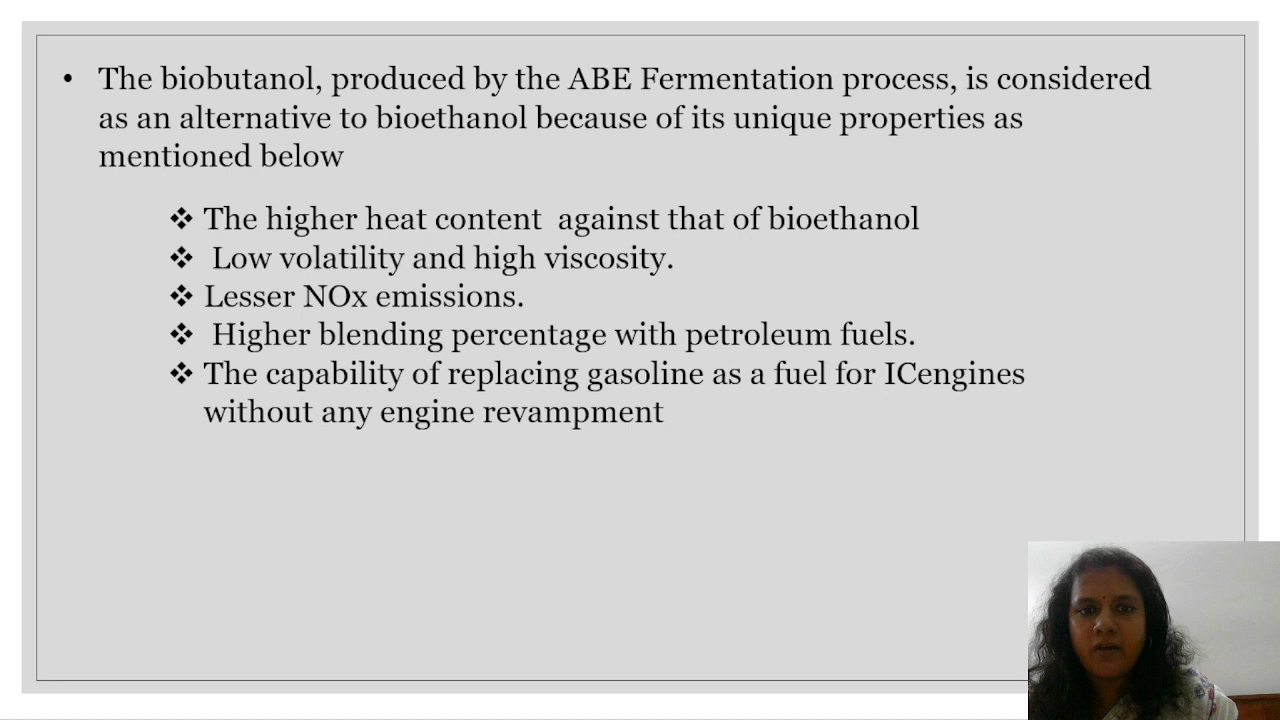 • The biobutanol, produced by the ABE Fermentation process, is considered
as an alternative to bioethanol because of its unique properties as
mentioned below
❖ The higher heat content  against that of bioethanol
❖ Low volatility and high viscosity.
❖ Lesser NOx emissions.
❖ Higher blending percentage with petroleum fuels.
❖ The capability of replacing gasoline as a fuel for ICengines
without any engine revampment